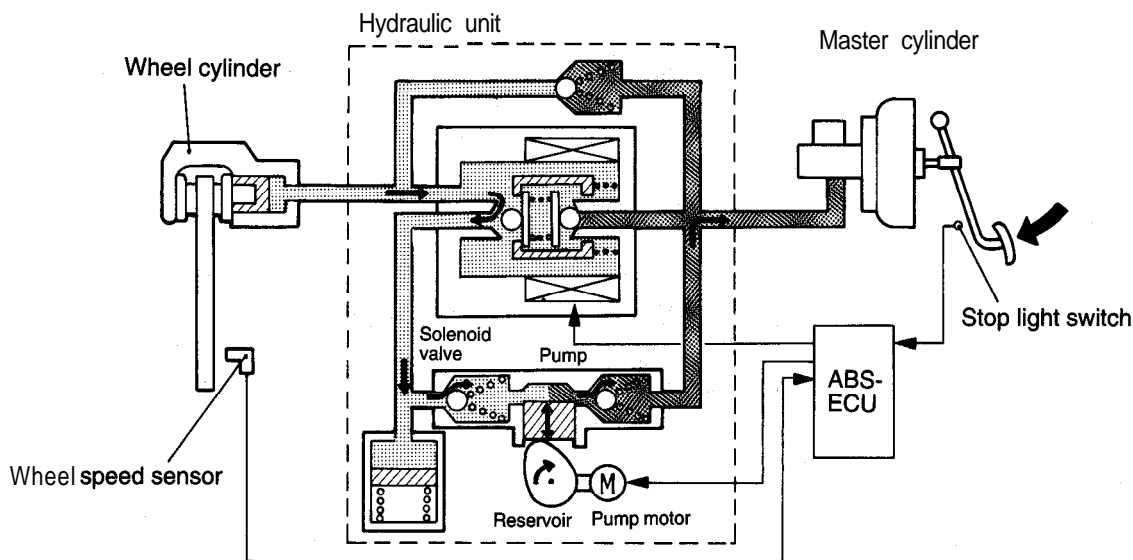 Hydraulic unit
Master cylinder
Wheel cylinder
Solenoid
valve
Pump
Stop light switch
ABS-
ECU
Wheel speed sensor
M
Reservoir
Pump motor